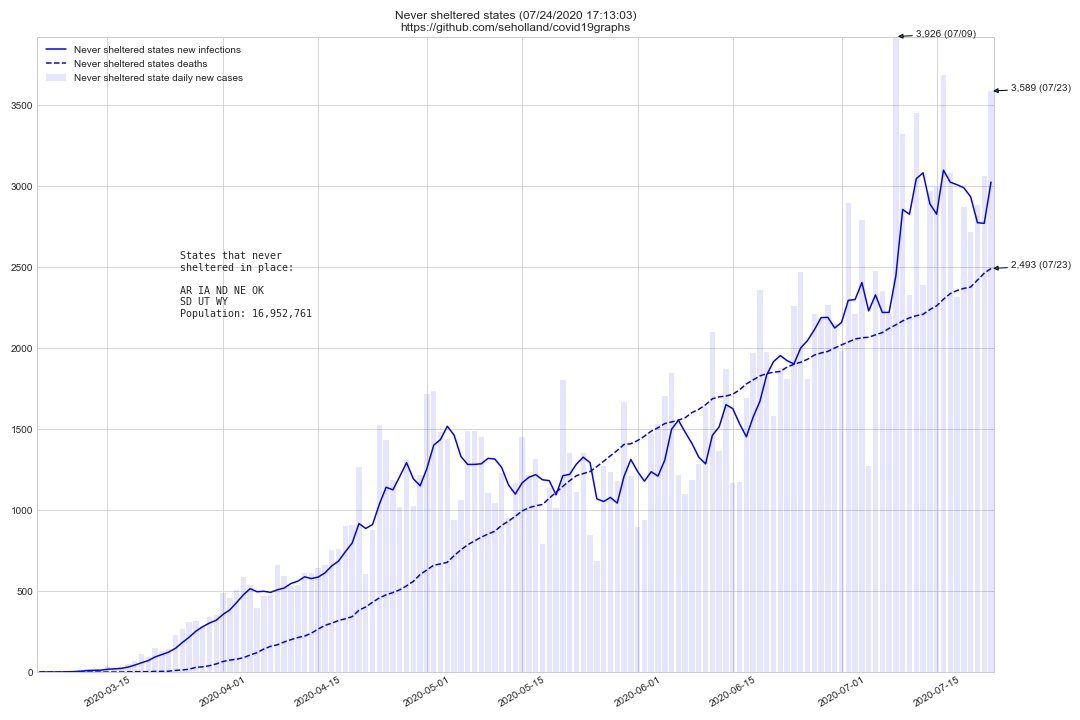 Never sheltered states (07/24/2020 17:13:03)
https://github.com/seholland/covid19graphs
3,926 (07/09)
Never sheltered states new infections
Never sheltered states deaths
Never sheltered state daily new cases
3,589 (07/23)
3500
3000
States that never
sheltered in place:
2,493 (07/23)
2500
AR IA ND NE OK
SD UT WY
Population: 16,952,761
2000
1500
1000
500
0
2020-03-15
2020-04-01
2020-04-15
2020-05-01
2020-05-15
2020-06-01
2020-06-15
2020-07-01
2020-07-15